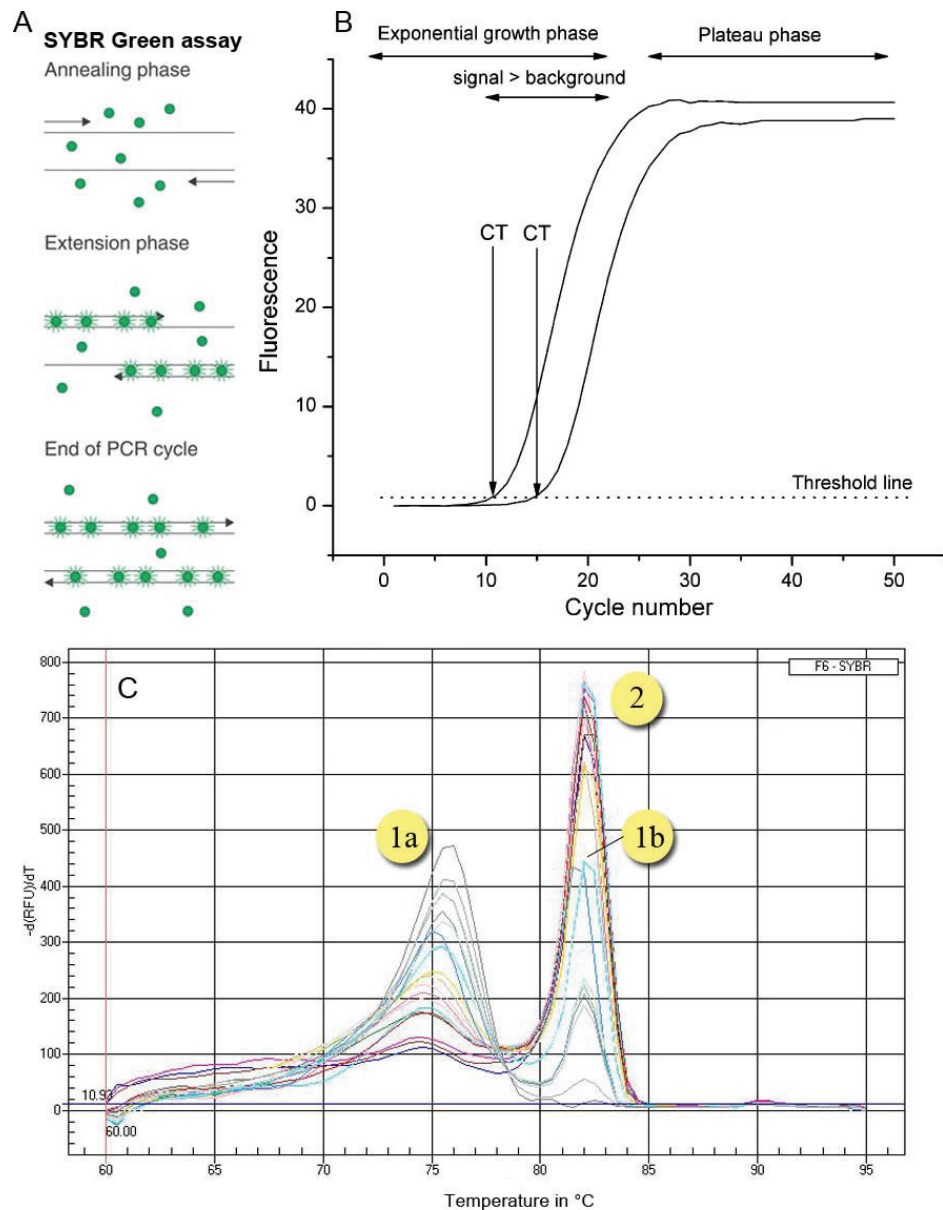 A
SYBR Green assay
Annealing phase
Extension phase
End of PCR cycle
B
Exponential growth phase
Plateau phase
signal > background
CT
CT
Threshold line
Fluorescence
40
30
20
10
0
0 10 20 30 40 50
Cycle number
C
F6 - SYBR
1a
2
1b
-d(RFU)/dT
800
700
600
500
400
300
200
100
0
10.93
60.00
60 65 70 75 80 85 90 95
Temperature in °C